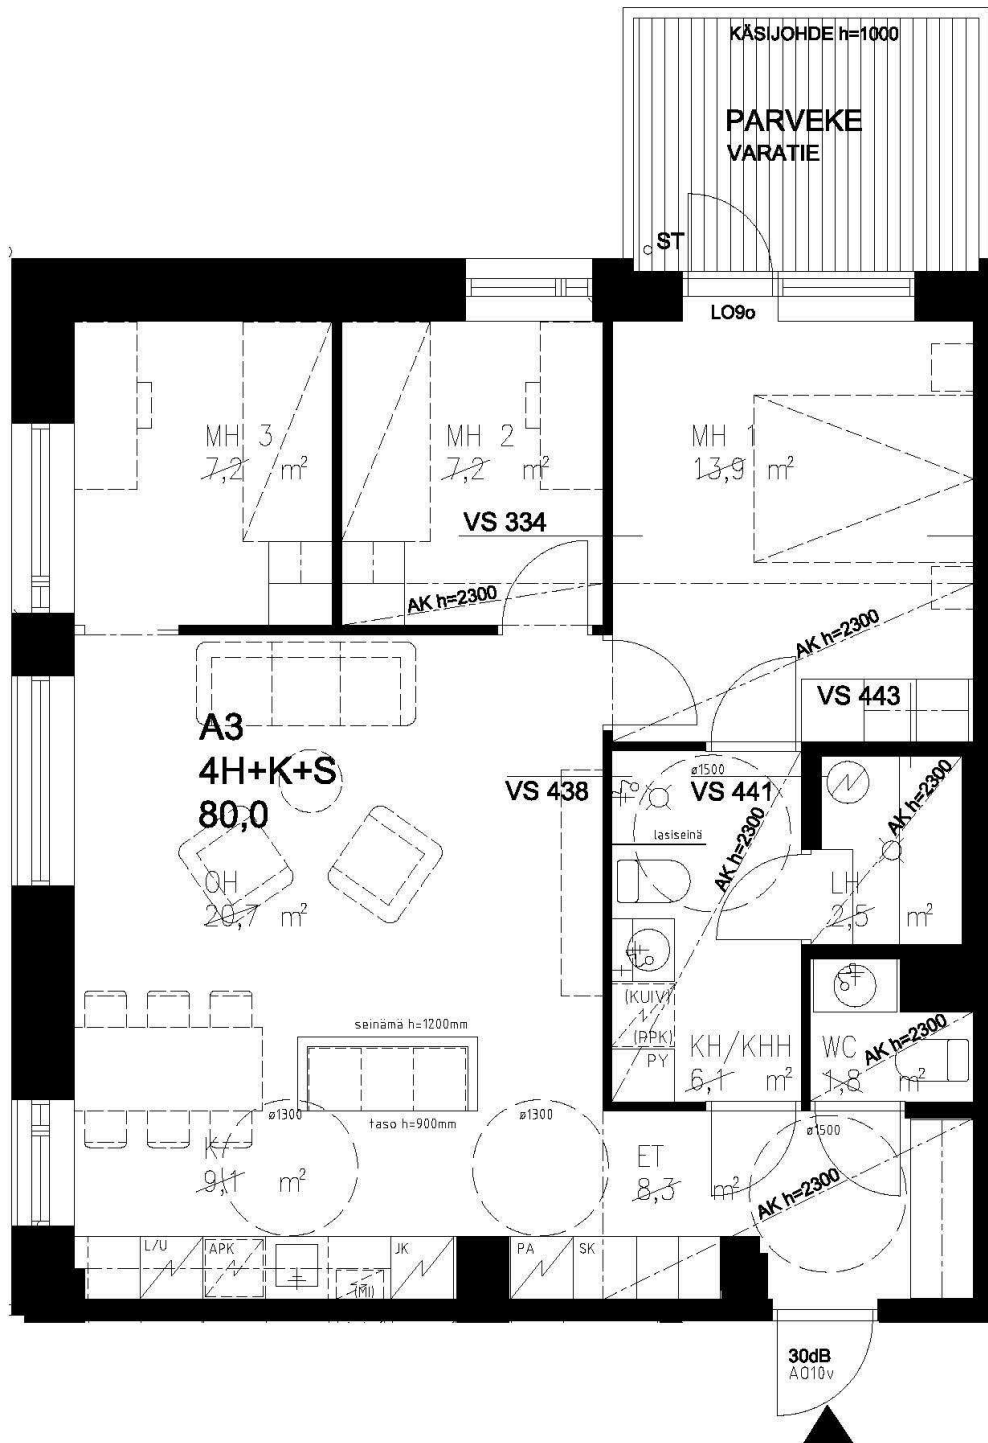 KÄSIJOHDE h=1000
PARVEKE
VARATIE
ST
LO9o
MH 3
7,2 m²
MH 2
7,2 m²
MH 1
13,9 m²
VS 334
AK h=2300
AK h=2300
VS 443
A3
4H+K+S
80,0
VS 438
ø1500
VS 441
AK h=2300
AK h=2300
lasiseinä
OH
20,7 m²
LH
2,5 m²
(KUIV)
(PPK)
PY
KH/KHH
6,1 m²
WC
1,8 m²
AK h=2300
seinämä h=1200mm
taso h=900mm
ø1300
ø1300
ø1500
K/
9,1 m²
ET
8,3 m²
AK h=2300
L/U
APK
(MI)
JK
PA
SK
30dB
AO10v